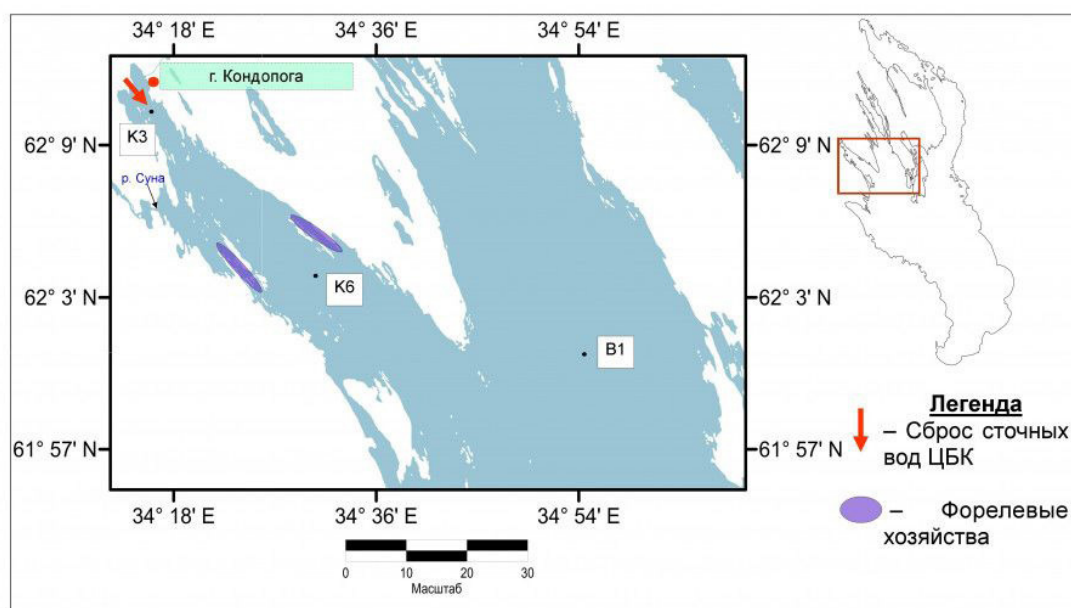 34° 18' E
34° 36' E
34° 54' E
г. Кондопога
К3
62° 9' N
62° 9' N
р. Суна
К6
62° 3' N
62° 3' N
В1
61° 57' N
61° 57' N
34° 18' E
34° 36' E
34° 54' E
0 10 20 30
Масштаб
Легенда
– Сброс сточных
вод ЦБК
– Форелевые
хозяйства